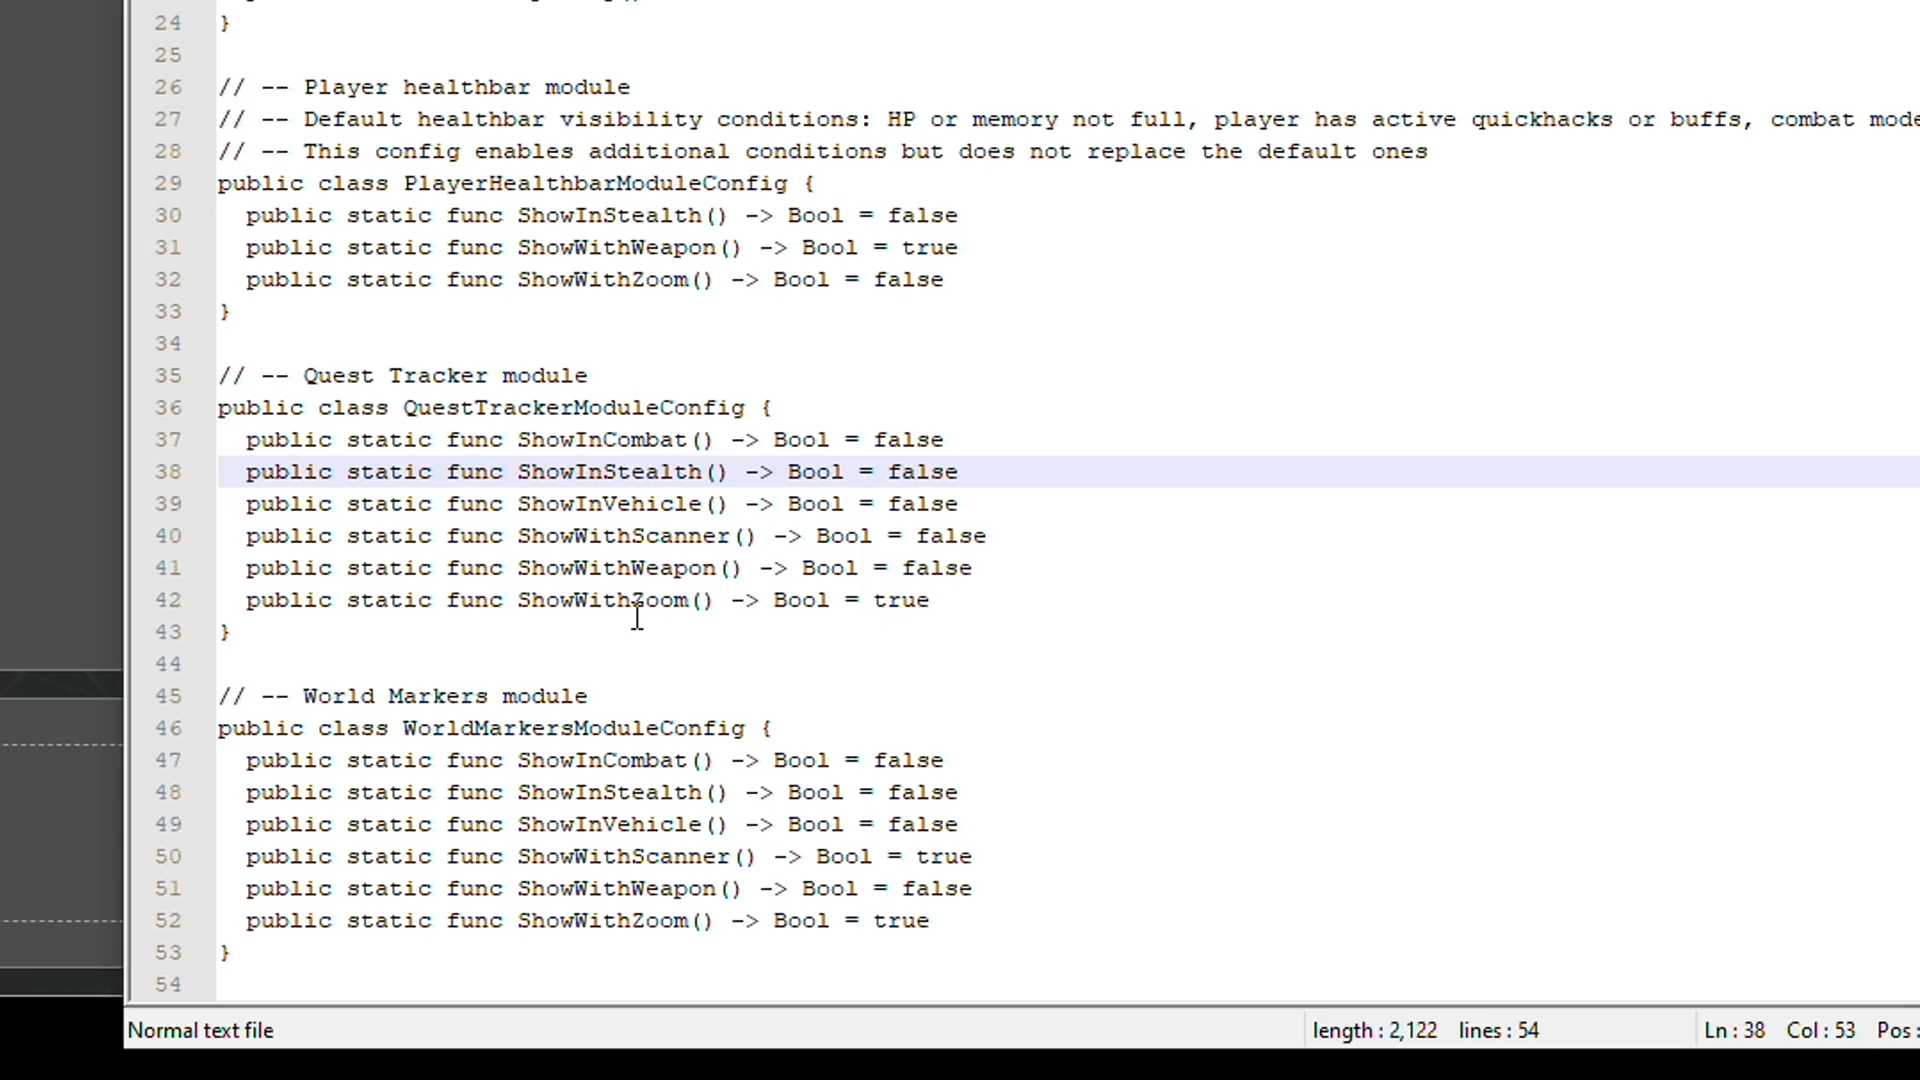 24 }
25
26 // -- Player healthbar module
27 // -- Default healthbar visibility conditions: HP or memory not full, player has active quickhacks or buffs, combat mode
28 // -- This config enables additional conditions but does not replace the default ones
29 public class PlayerHealthbarModuleConfig {
30 public static func ShowInStealth() -> Bool = false
31 public static func ShowWithWeapon() -> Bool = true
32 public static func ShowWithZoom() -> Bool = false
33 }
34
35 // -- Quest Tracker module
36 public class QuestTrackerModuleConfig {
37 public static func ShowInCombat() -> Bool = false
38 public static func ShowInStealth() -> Bool = false
39 public static func ShowInVehicle() -> Bool = false
40 public static func ShowWithScanner() -> Bool = false
41 public static func ShowWithWeapon() -> Bool = false
42 public static func ShowWithZoom() -> Bool = true
43 }
44
45 // -- World Markers module
46 public class WorldMarkersModuleConfig {
47 public static func ShowInCombat() -> Bool = false
48 public static func ShowInStealth() -> Bool = false
49 public static func ShowInVehicle() -> Bool = false
50 public static func ShowWithScanner() -> Bool = true
51 public static func ShowWithWeapon() -> Bool = false
52 public static func ShowWithZoom() -> Bool = true
53 }
54
Normal text file length : 2,122 lines : 54 Ln : 38 Col : 53 Pos :